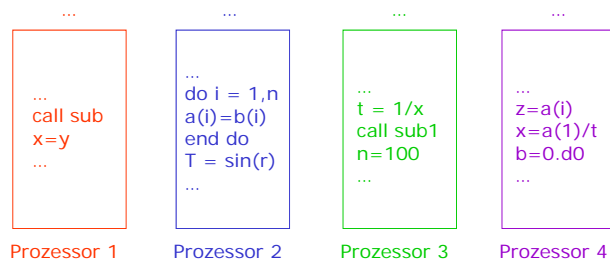 ...
...
call sub
x=y
...
Prozessor 1
...
...
do i = 1,n
a(i)=b(i)
end do
T = sin(r)
...
Prozessor 2
...
...
t = 1/x
call sub1
n=100
...
Prozessor 3
...
...
z=a(i)
x=a(1)/t
b=0.d0
...
Prozessor 4